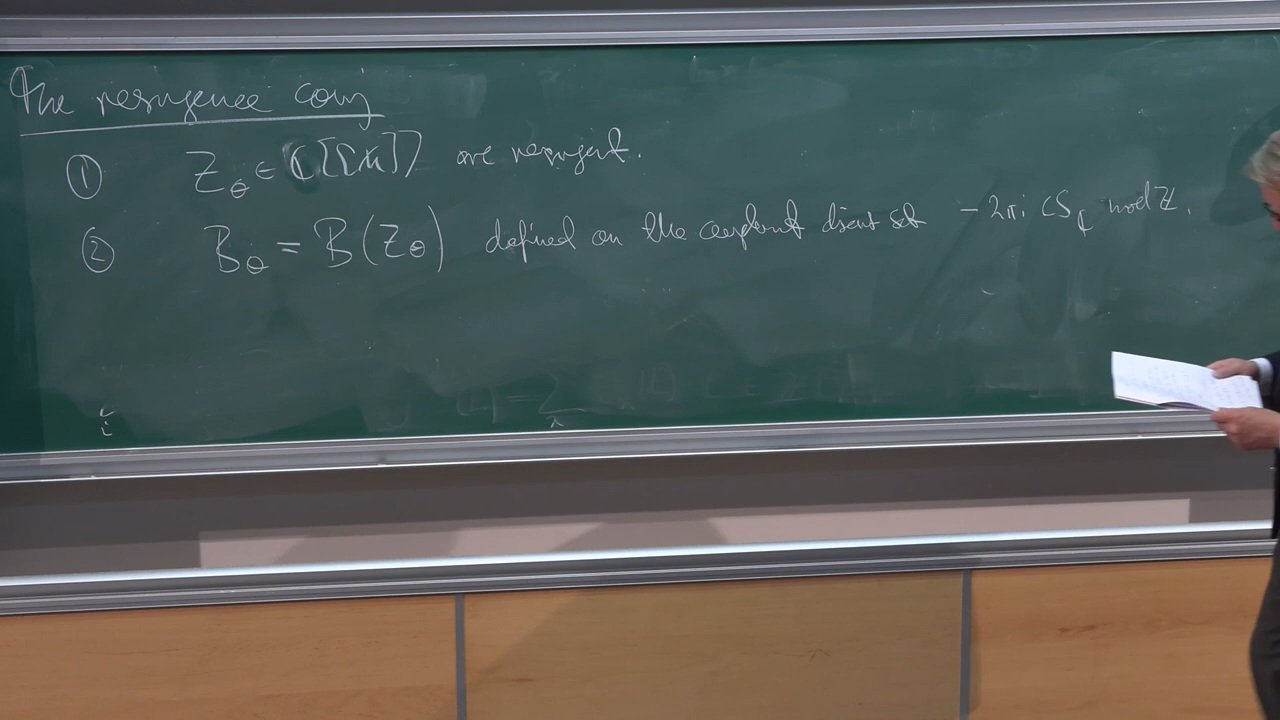 The resurgence conj
① Z_θ ∈ ℂ[[ℏ]] are resurgent.
② B_θ = B(Z_θ) defined on the complement discrete set -2πi CS_ℂ mod ℤ.